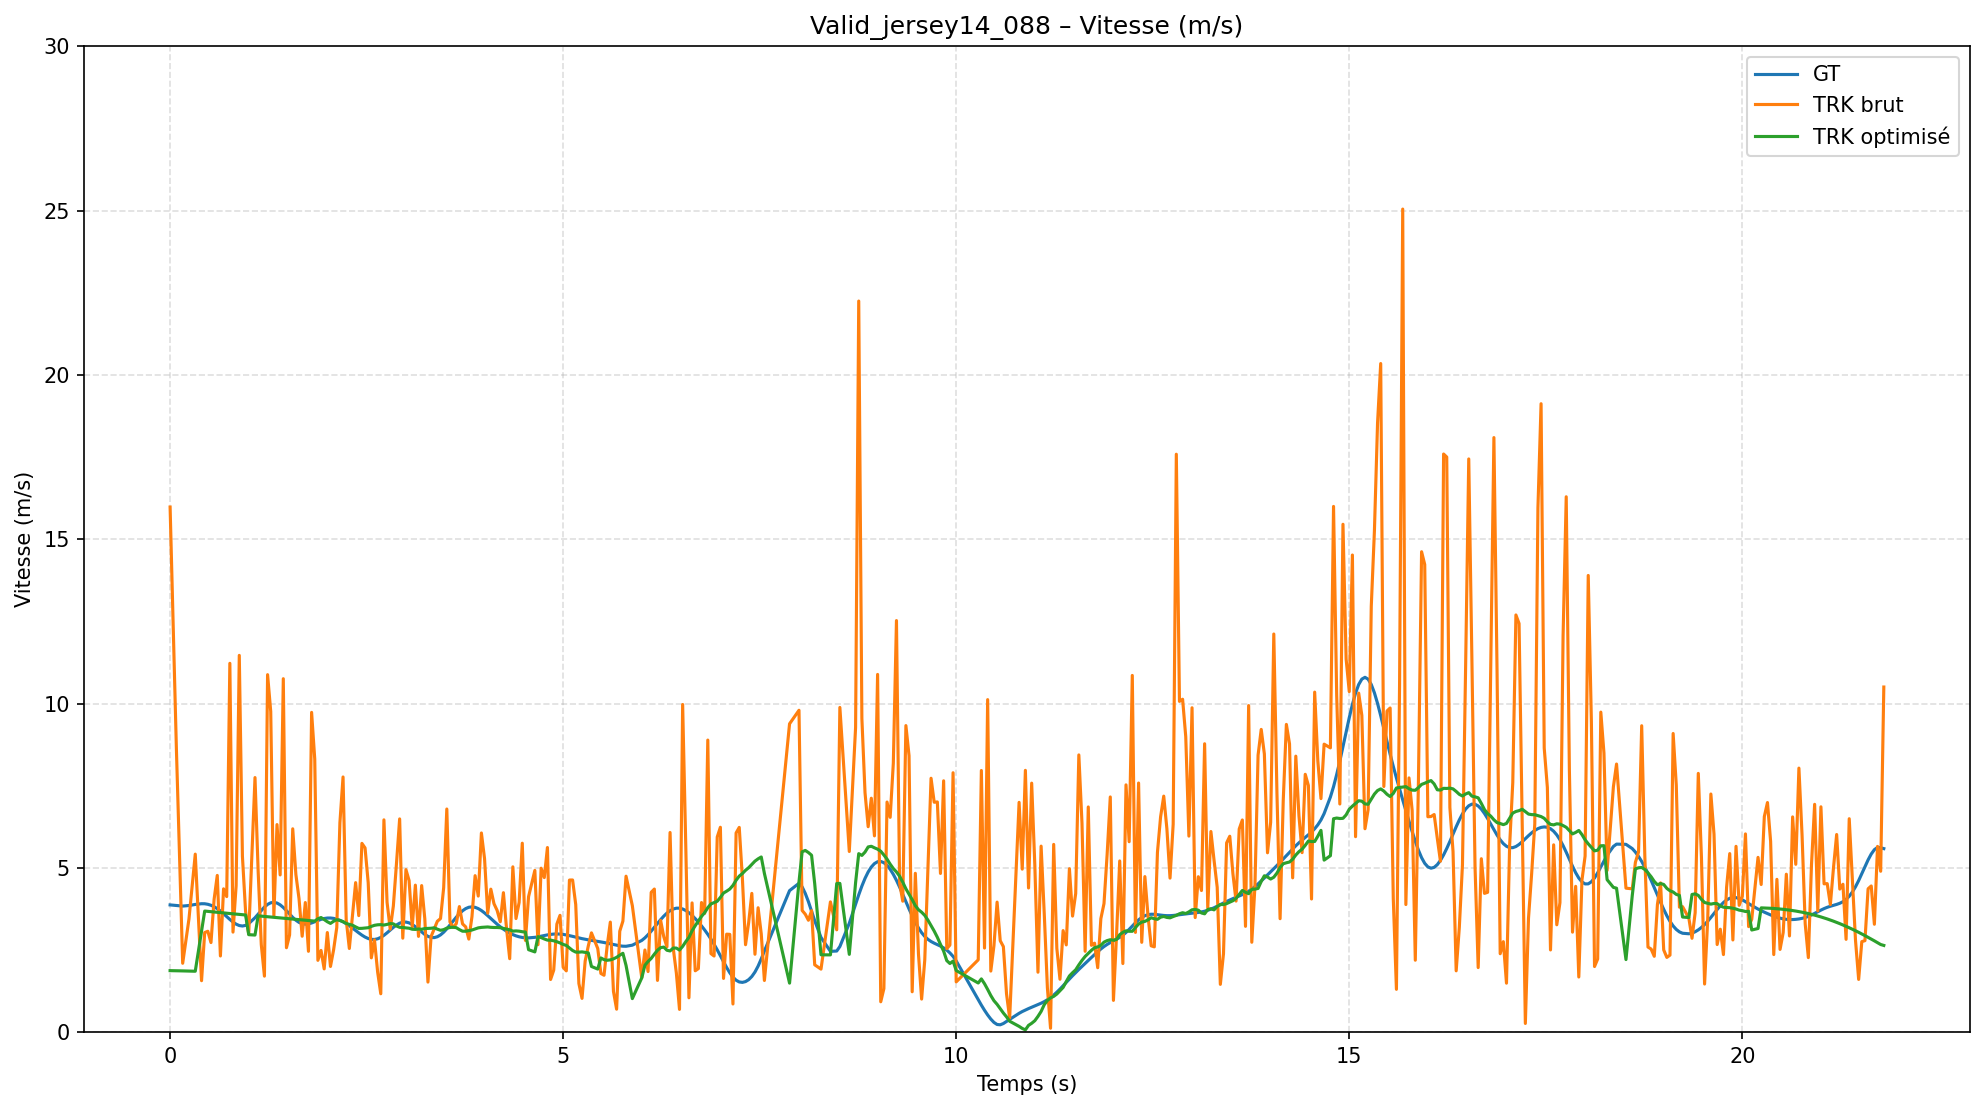 Valid_jersey14_088 – Vitesse (m/s)
GT
TRK brut
TRK optimisé
Vitesse (m/s)
30
25
20
15
10
5
0
0 5 10 15 20
Temps (s)